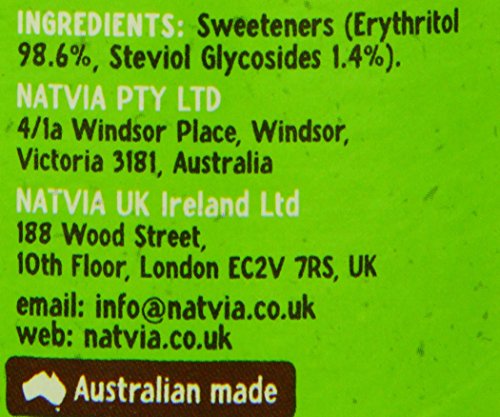 INGREDIENTS: Sweeteners (Erythritol
98.6%, Steviol Glycosides 1.4%).
NATVIA PTY LTD
4/1a Windsor Place, Windsor,
Victoria 3181, Australia
NATVIA UK Ireland Ltd
188 Wood Street,
10th Floor, London EC2V 7RS, UK
email: info@natvia.co.uk
web: natvia.co.uk
Australian made